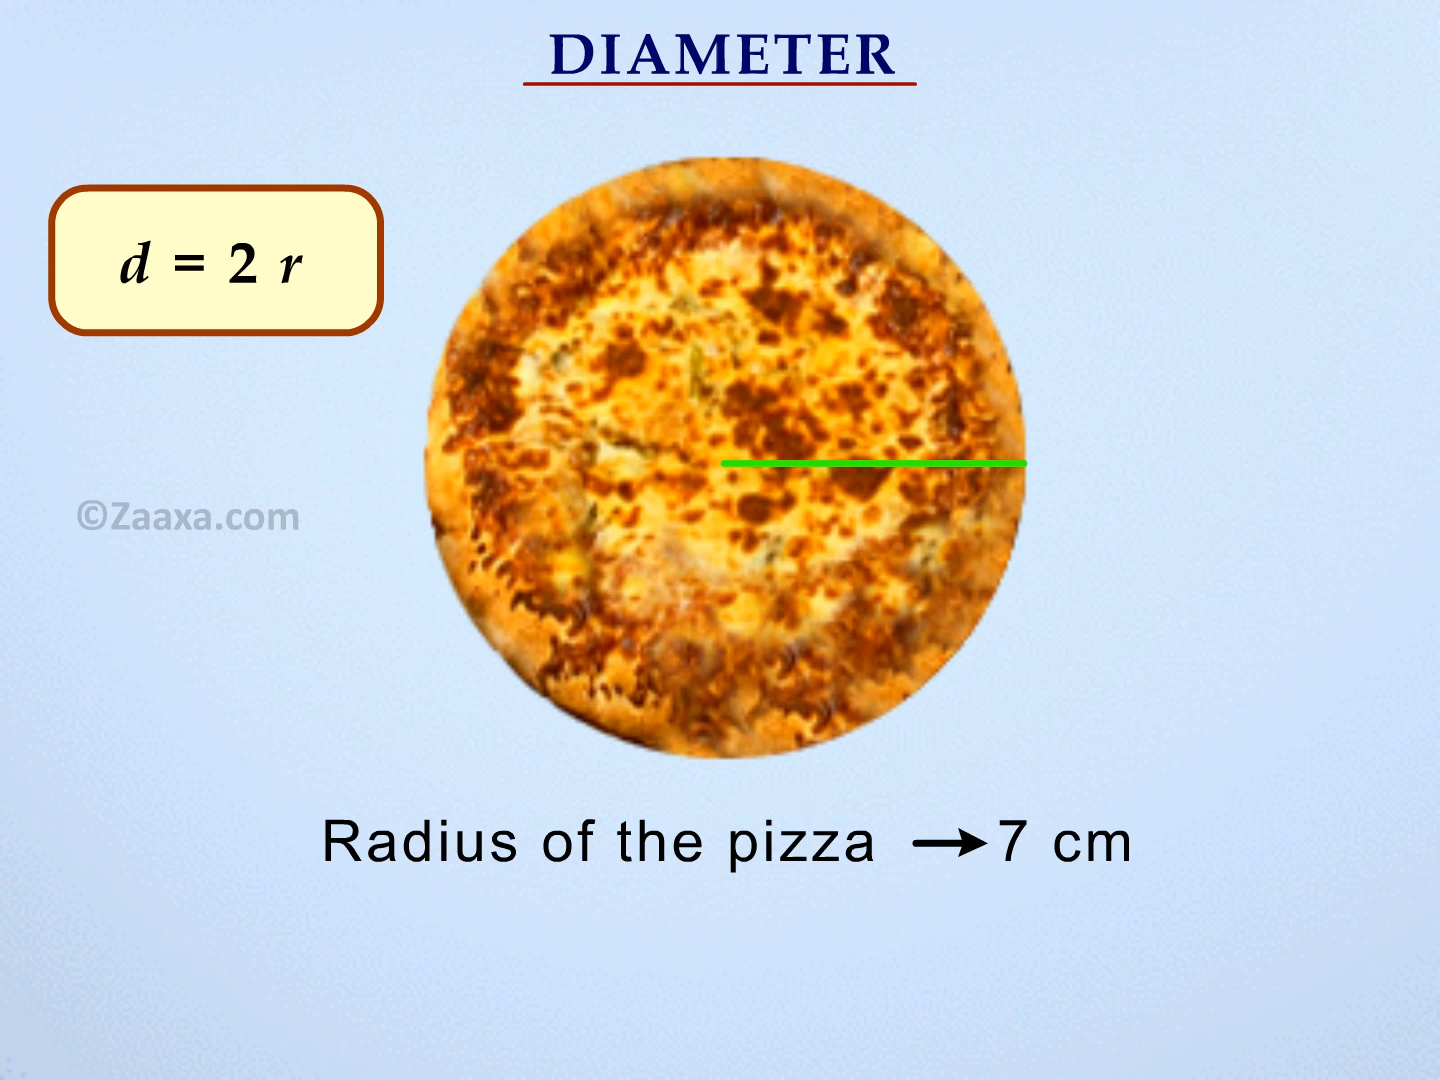 DIAMETER
d = 2 r
©Zaaxa.com
Radius of the pizza → 7 cm